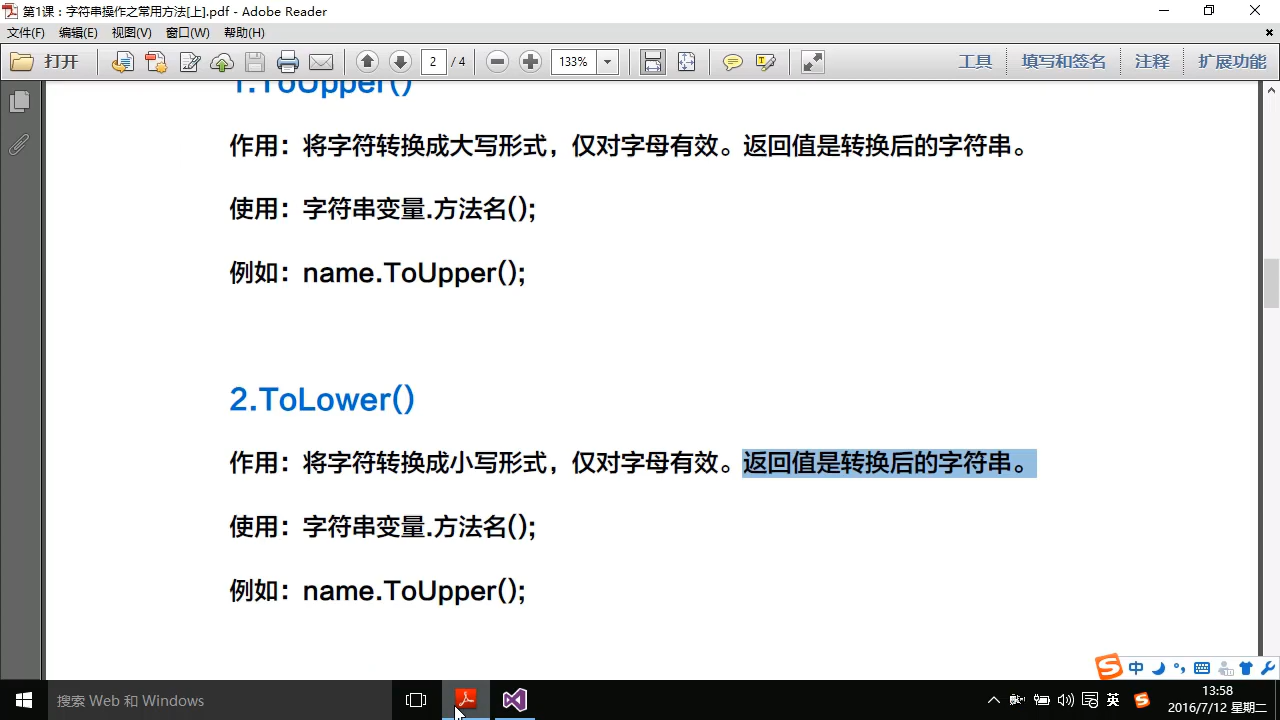 第1课：字符串操作之常用方法[上].pdf - Adobe Reader
文件(F) 编辑(E) 视图(V) 窗口(W) 帮助(H)
打开 2 / 4 133% 工具 填写和签名 注释 扩展功能
1.ToUpper()
作用：将字符转换成大写形式，仅对字母有效。返回值是转换后的字符串。
使用：字符串变量.方法名();
例如：name.ToUpper();
2.ToLower()
作用：将字符转换成小写形式，仅对字母有效。返回值是转换后的字符串。
使用：字符串变量.方法名();
例如：name.ToUpper();
中
搜索 Web 和 Windows
英
13:58
2016/7/12 星期二